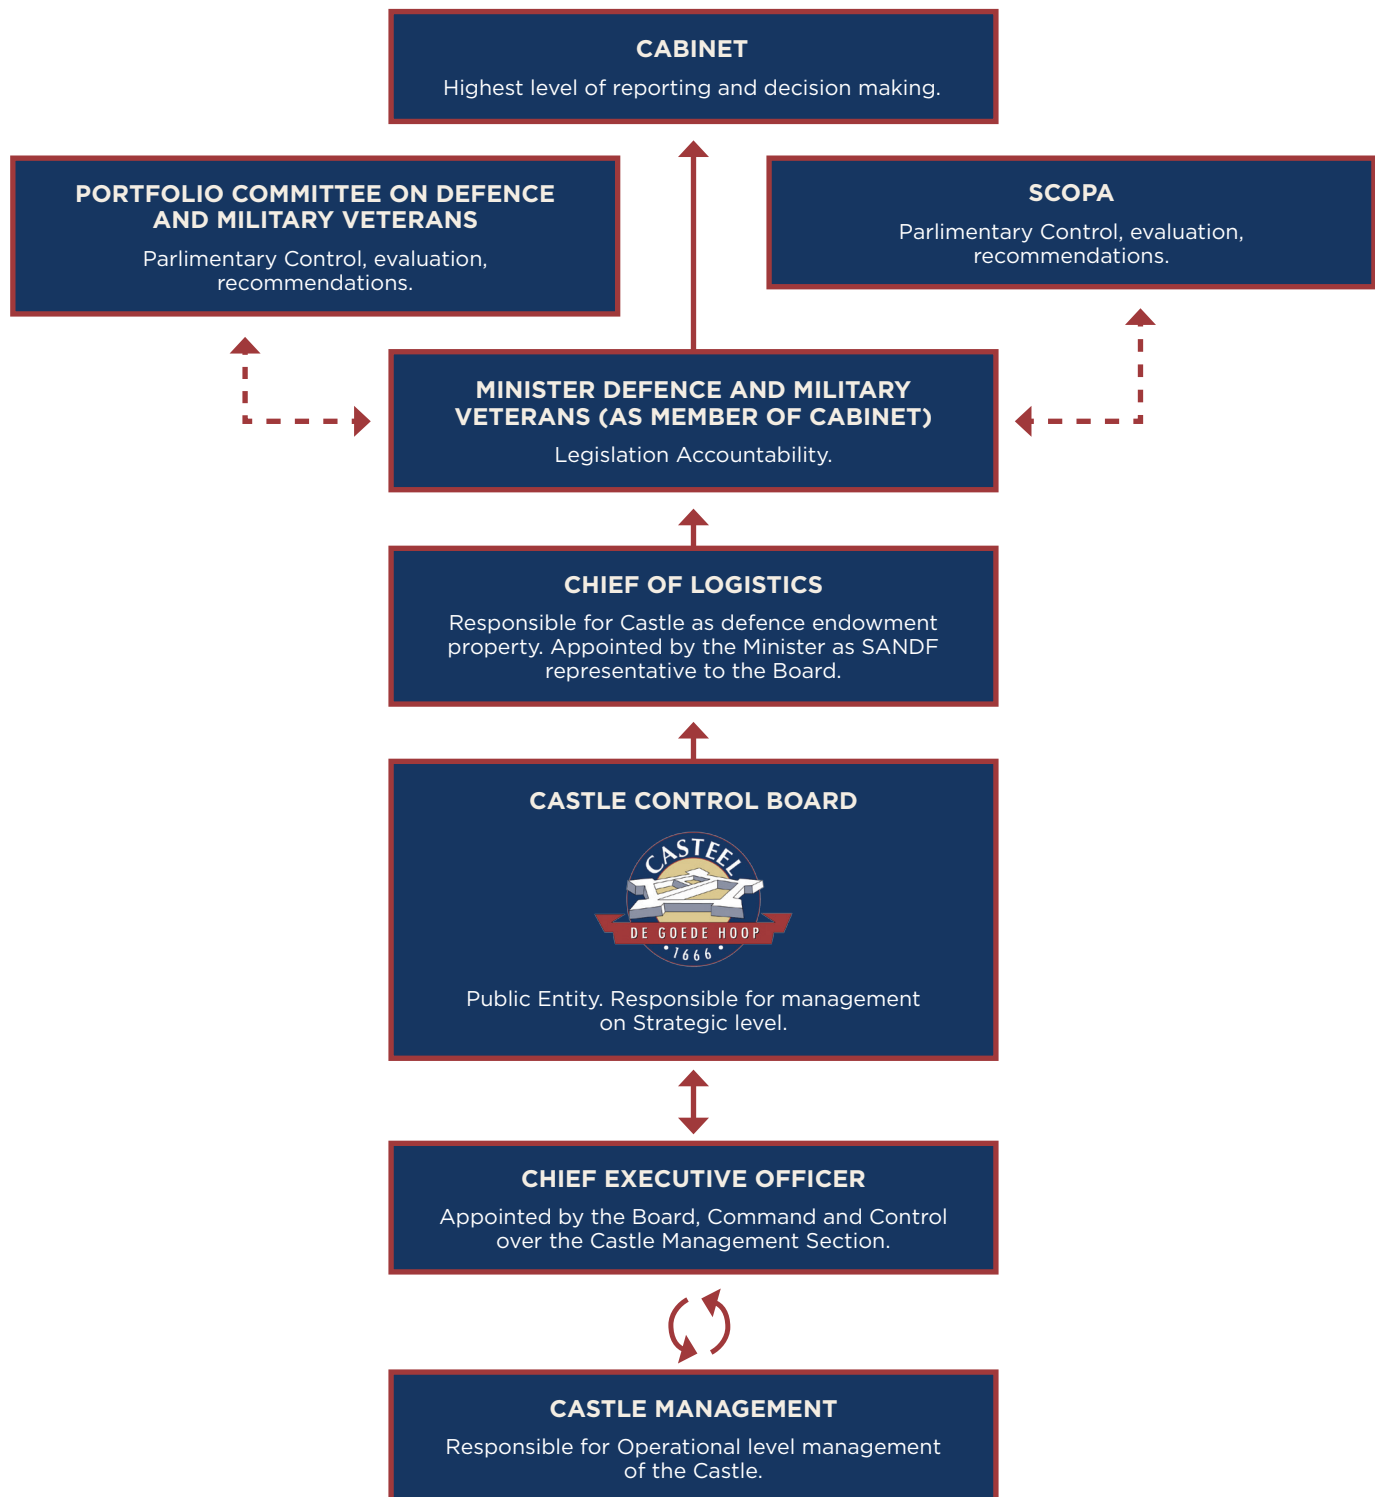 CABINET
Highest level of reporting and decision making.
PORTFOLIO COMMITTEE ON DEFENCE
AND MILITARY VETERANS
Parlimentary Control, evaluation,
recommendations.
SCOPA
Parlimentary Control, evaluation,
recommendations.
MINISTER DEFENCE AND MILITARY
VETERANS (AS MEMBER OF CABINET)
Legislation Accountability.
CHIEF OF LOGISTICS
Responsible for Castle as defence endowment
property. Appointed by the Minister as SANDF
representative to the Board.
CASTLE CONTROL BOARD
CASTEEL
DE GOEDE HOOP
• 1666 •
Public Entity. Responsible for management
on Strategic level.
CHIEF EXECUTIVE OFFICER
Appointed by the Board, Command and Control
over the Castle Management Section.
CASTLE MANAGEMENT
Responsible for Operational level management
of the Castle.